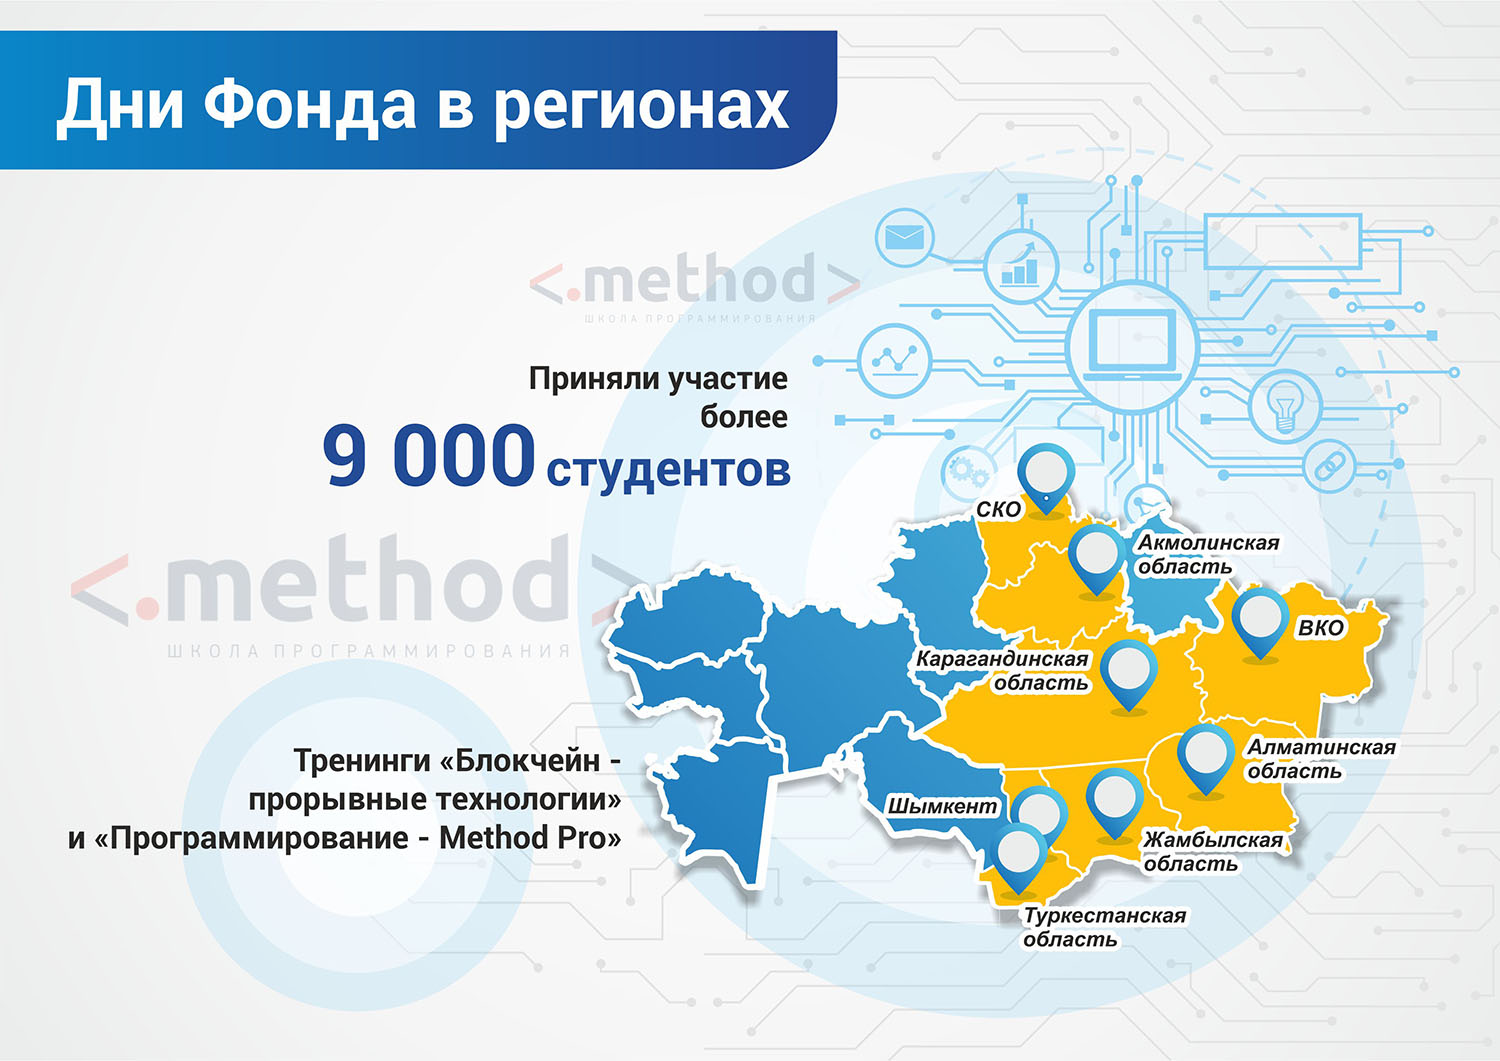 Дни Фонда в регионах
<.method>
ШКОЛА ПРОГРАММИРОВАНИЯ
Приняли участие
более
9 000 студентов
<.method>
ШКОЛА ПРОГРАММИРОВАНИЯ
Тренинги «Блокчейн -
прорывные технологии»
и «Программирование - Method Pro»
СКО
Акмолинская
область
ВКО
Карагандинская
область
Алматинская
область
Шымкент
Жамбылская
область
Туркестанская
область